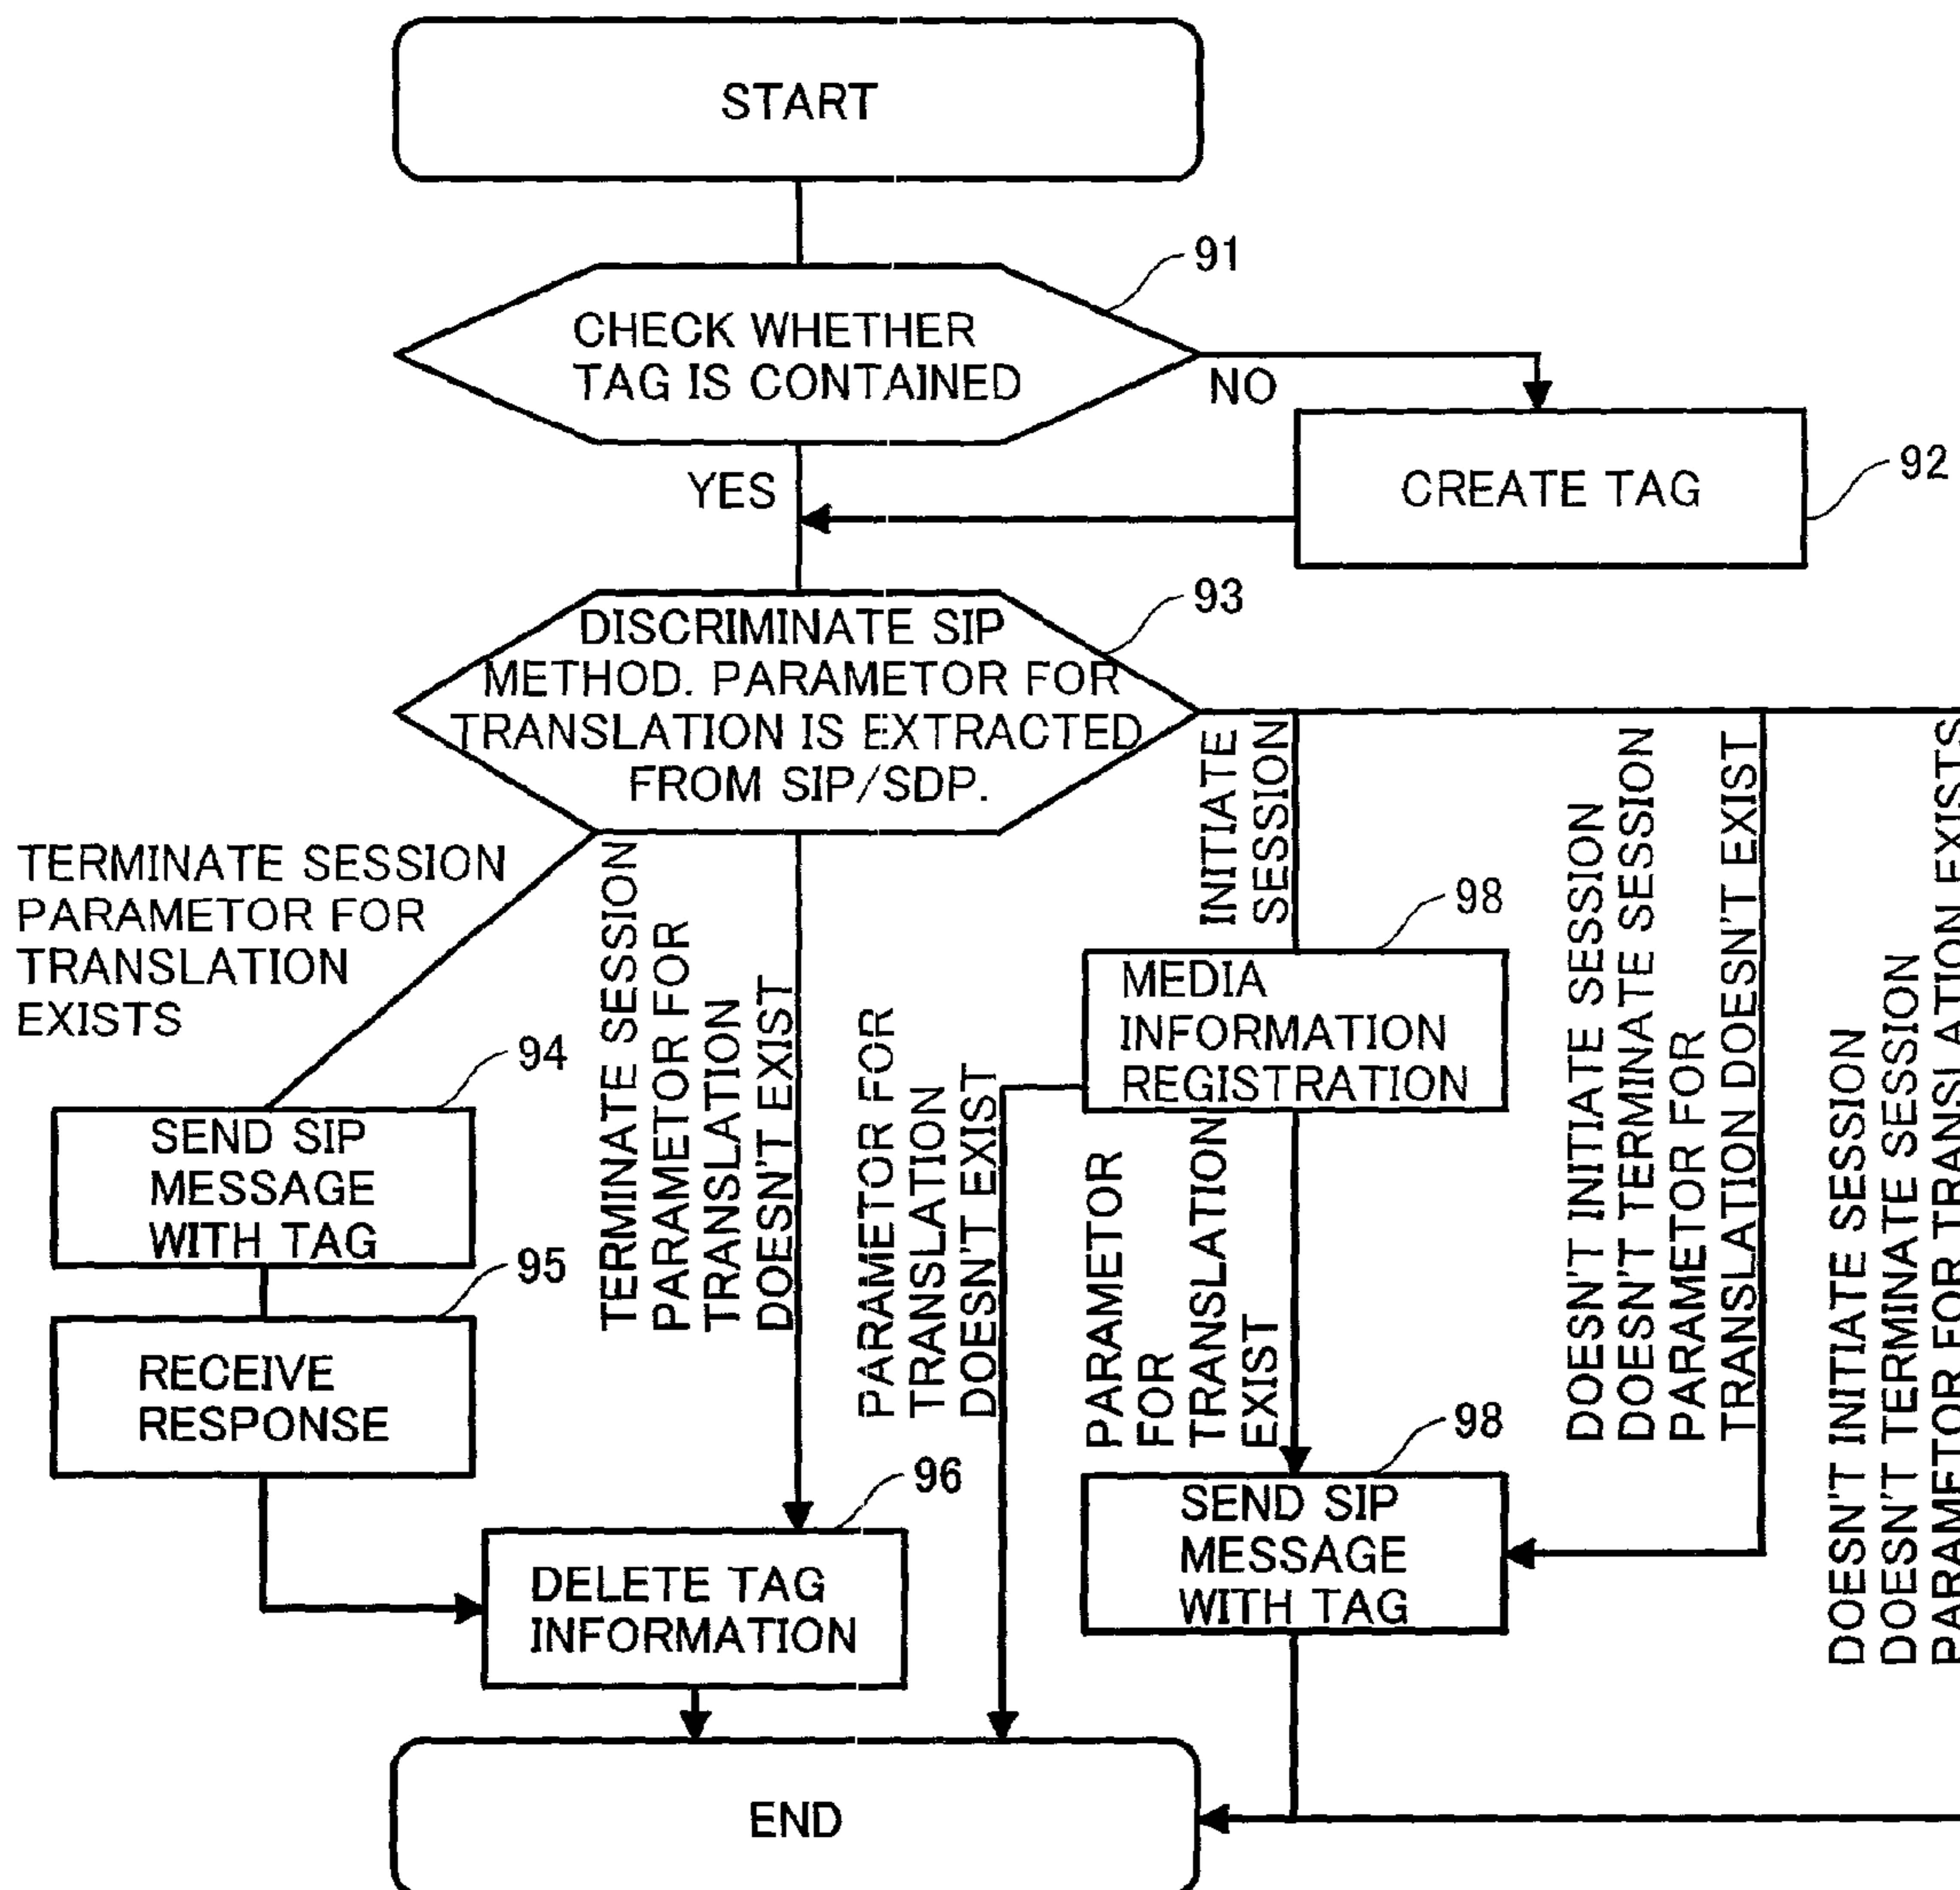 START
91
CHECK WHETHER
TAG IS CONTAINED
NO
YES
CREATE TAG
92
93
DISCRIMINATE SIP
METHOD. PARAMETOR FOR
TRANSLATION IS EXTRACTED
FROM SIP/SDP.
TERMINATE SESSION
PARAMETOR FOR
TRANSLATION
EXISTS
TERMINATE SESSION
PARAMETOR FOR
TRANSLATION
DOESN'T EXIST
INITIATE
SESSION
DOESN'T INITIATE SESSION
DOESN'T TERMINATE SESSION
PARAMETOR FOR
TRANSLATION DOESN'T EXIST
DOESN'T INITIATE SESSION
DOESN'T TERMINATE SESSION
PARAMETOR FOR TRANSLATION EXISTS
98
MEDIA
INFORMATION
REGISTRATION
94
SEND SIP
MESSAGE
WITH TAG
95
RECEIVE
RESPONSE
PARAMETOR FOR
TRANSLATION
DOESN'T EXIST
PARAMETOR
FOR
TRANSLATION
EXIST
98
SEND SIP
MESSAGE
WITH TAG
96
DELETE TAG
INFORMATION
END